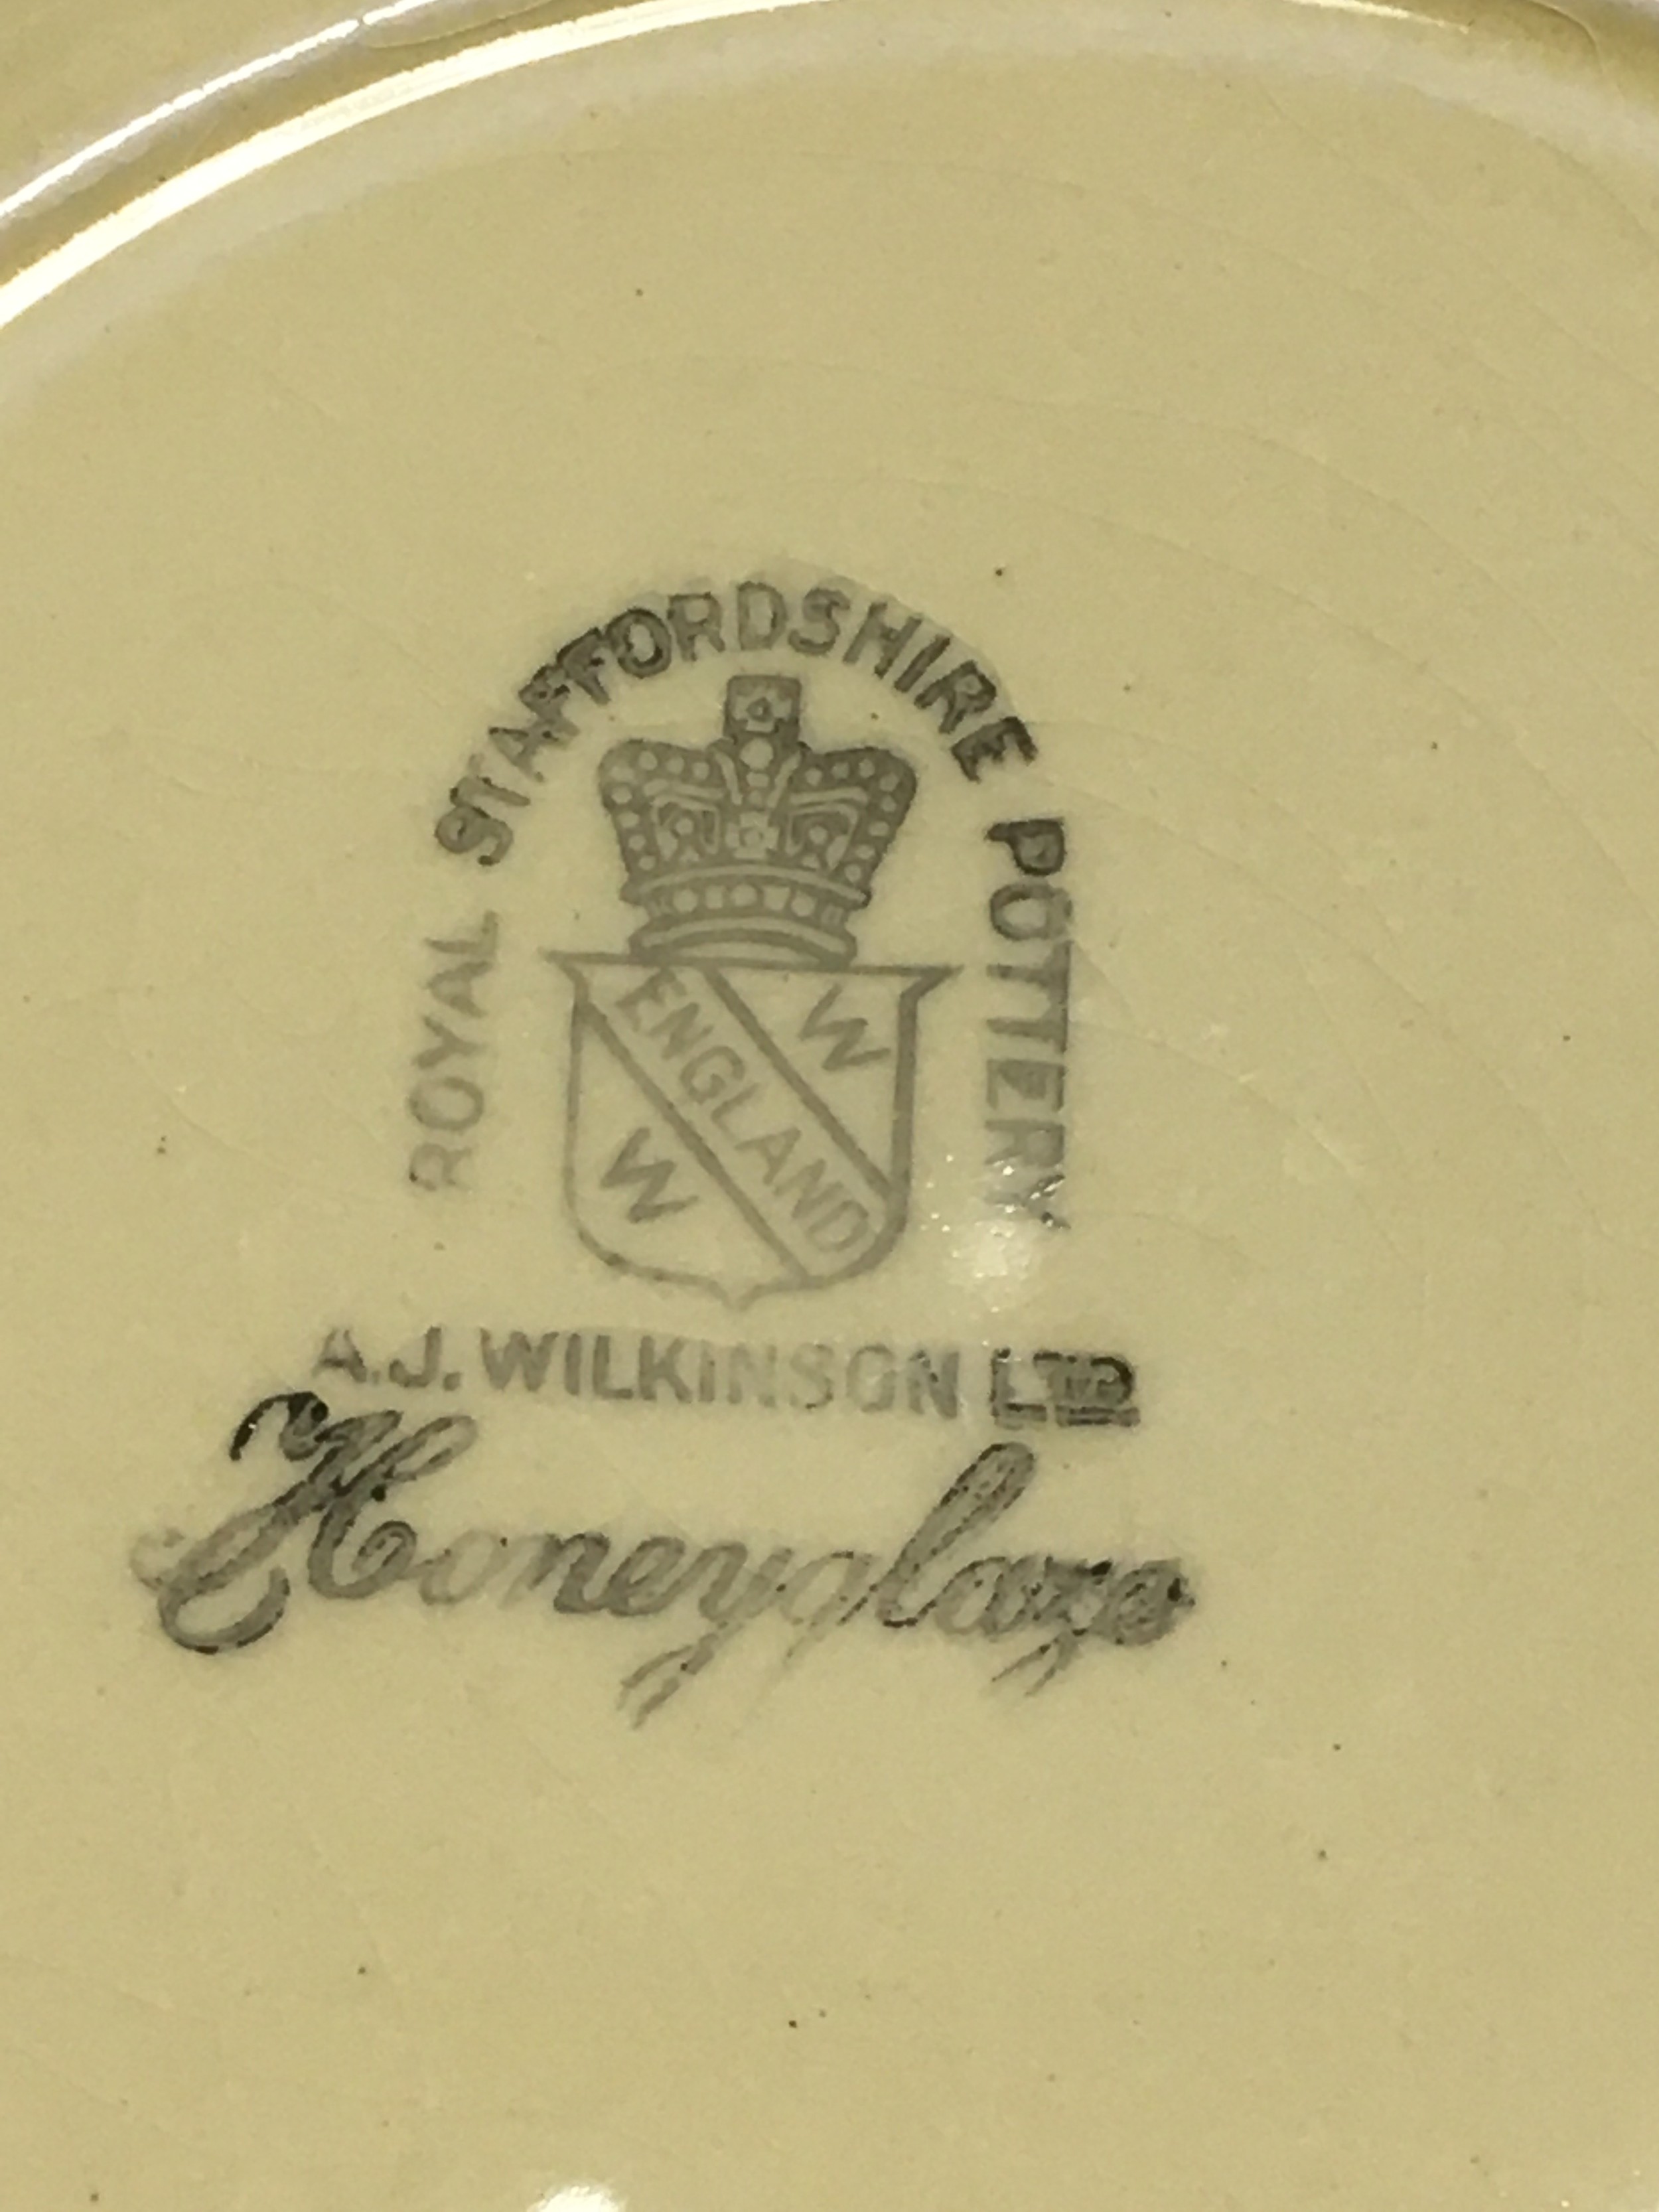 ROYAL STAFFORDSHIRE POTTERY
W
ENGLAND
W
A.J. WILKINSON LTD
Honeyglaze